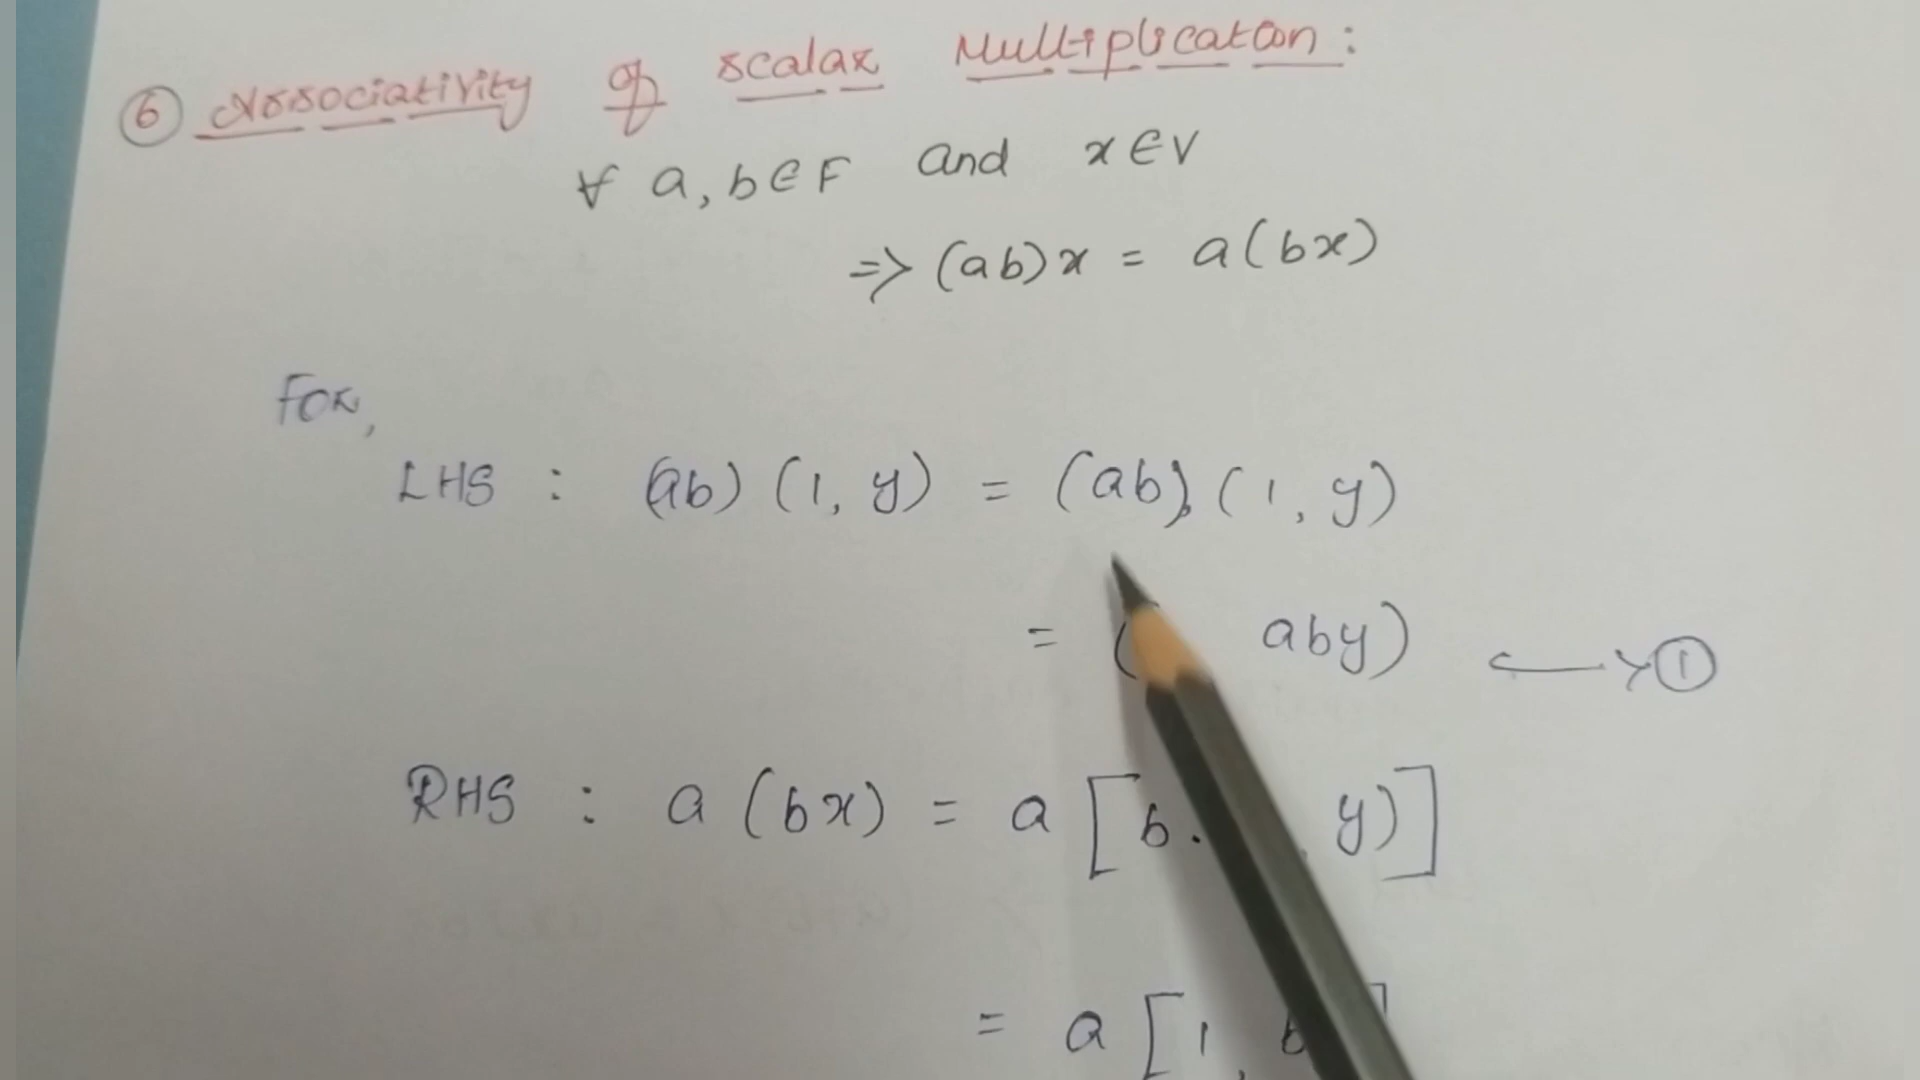 ⑥ Associativity of scalar Multiplication:
∀ a, b ∈ F and x ∈ V
=> (ab)x = a(bx)
For,
LHS : (ab) (1, y) = (ab) (1, y)
= ( aby) → ①
RHS : a (bx) = a [b. , y)]
= a [1, b ]